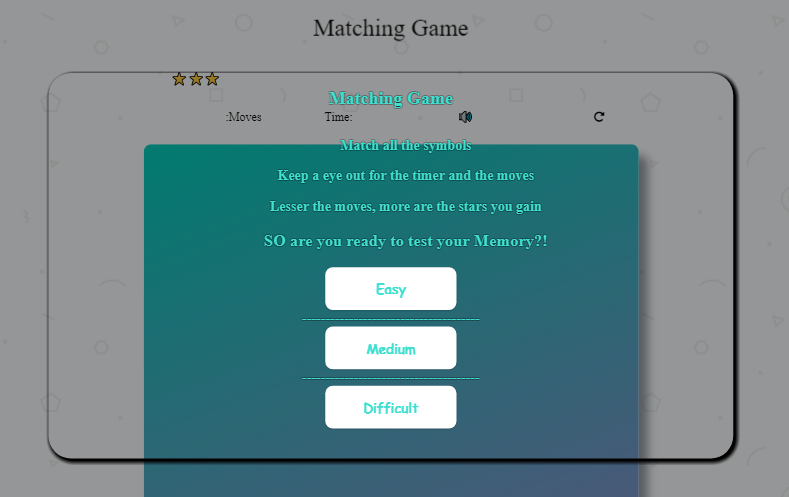 Matching Game
Matching Game
:Moves Time:
Match all the symbols
Keep a eye out for the timer and the moves
Lesser the moves, more are the stars you gain
SO are you ready to test your Memory?!
Easy
Medium
Difficult